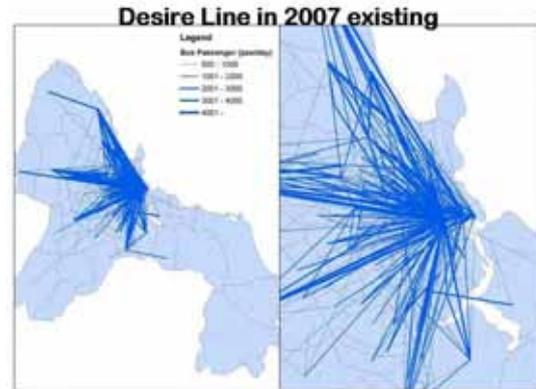 Desire Line in 2007 existing
Legend
Bus Passenger (pax/day)
500 - 1000
1001 - 2000
2001 - 3000
3001 - 4000
4001 -